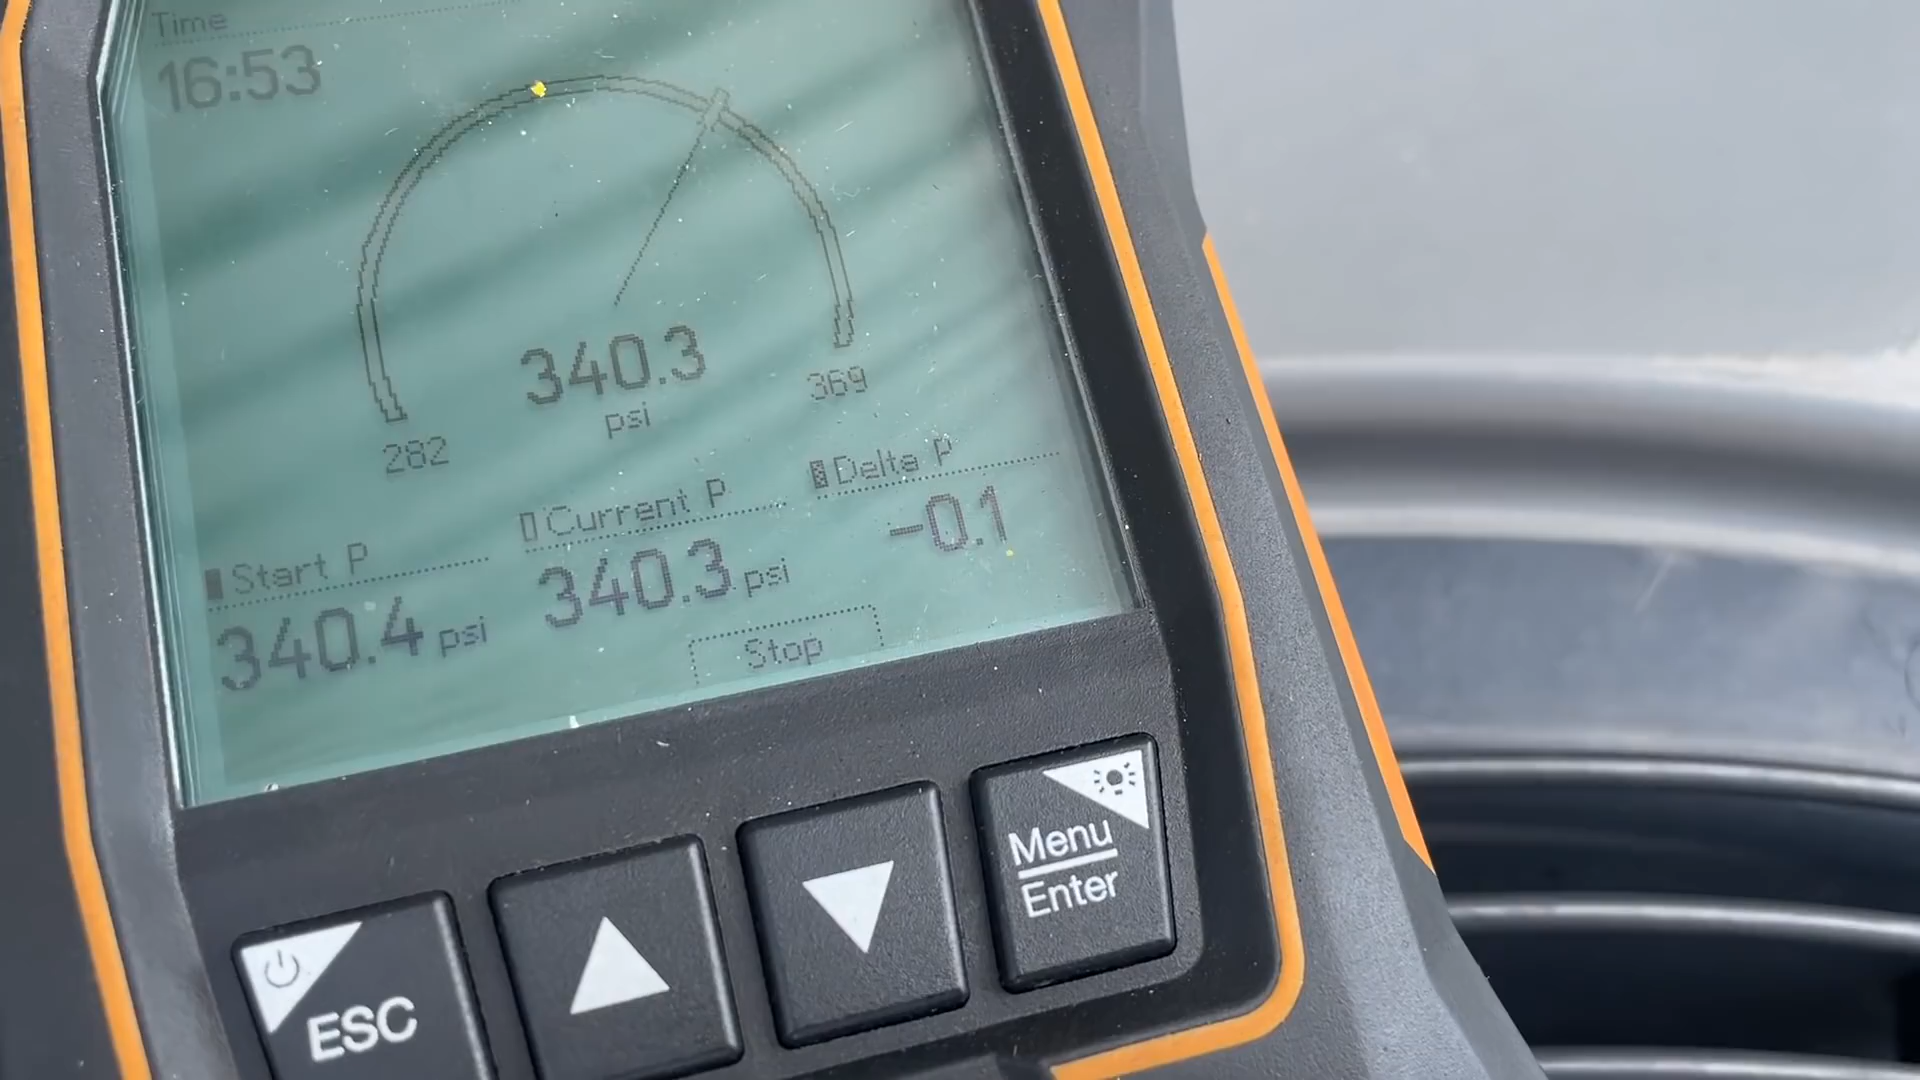 Time
16:53
340.3
psi
282
369
Start P
340.4 psi
Current P
340.3 psi
Delta P
-0.1
Stop
ESC
Menu
Enter